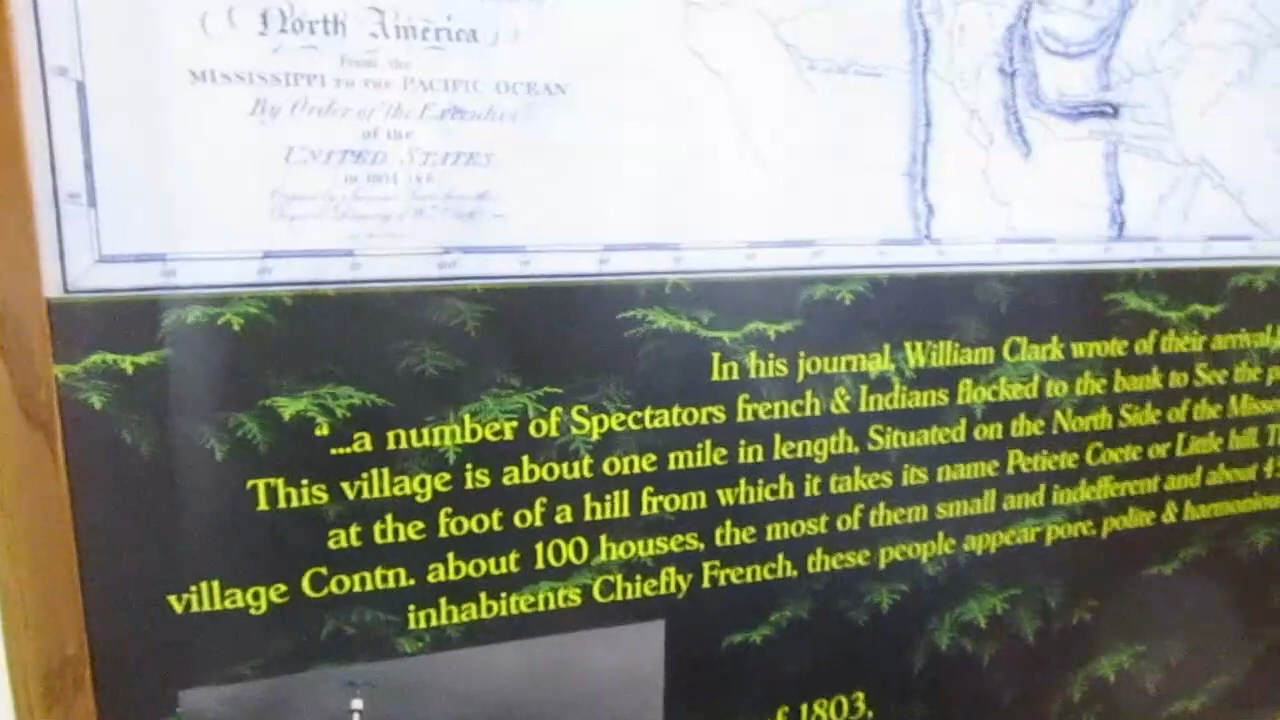 North America
From the
MISSISSIPPI TO THE PACIFIC OCEAN
By Order of the Executive
of the
UNITED STATES
In his journal, William Clark wrote of their arrival,
"...a number of Spectators french & Indians flocked to the bank to See the
This village is about one mile in length, Situated on the North Side of the
at the foot of a hill from which it takes its name Petiete Coete or Little hill.
village Contn. about 100 houses, the most of them small and indefferent and about
inhabitents Chiefly French, these people appear pore, polite &
of 1803,